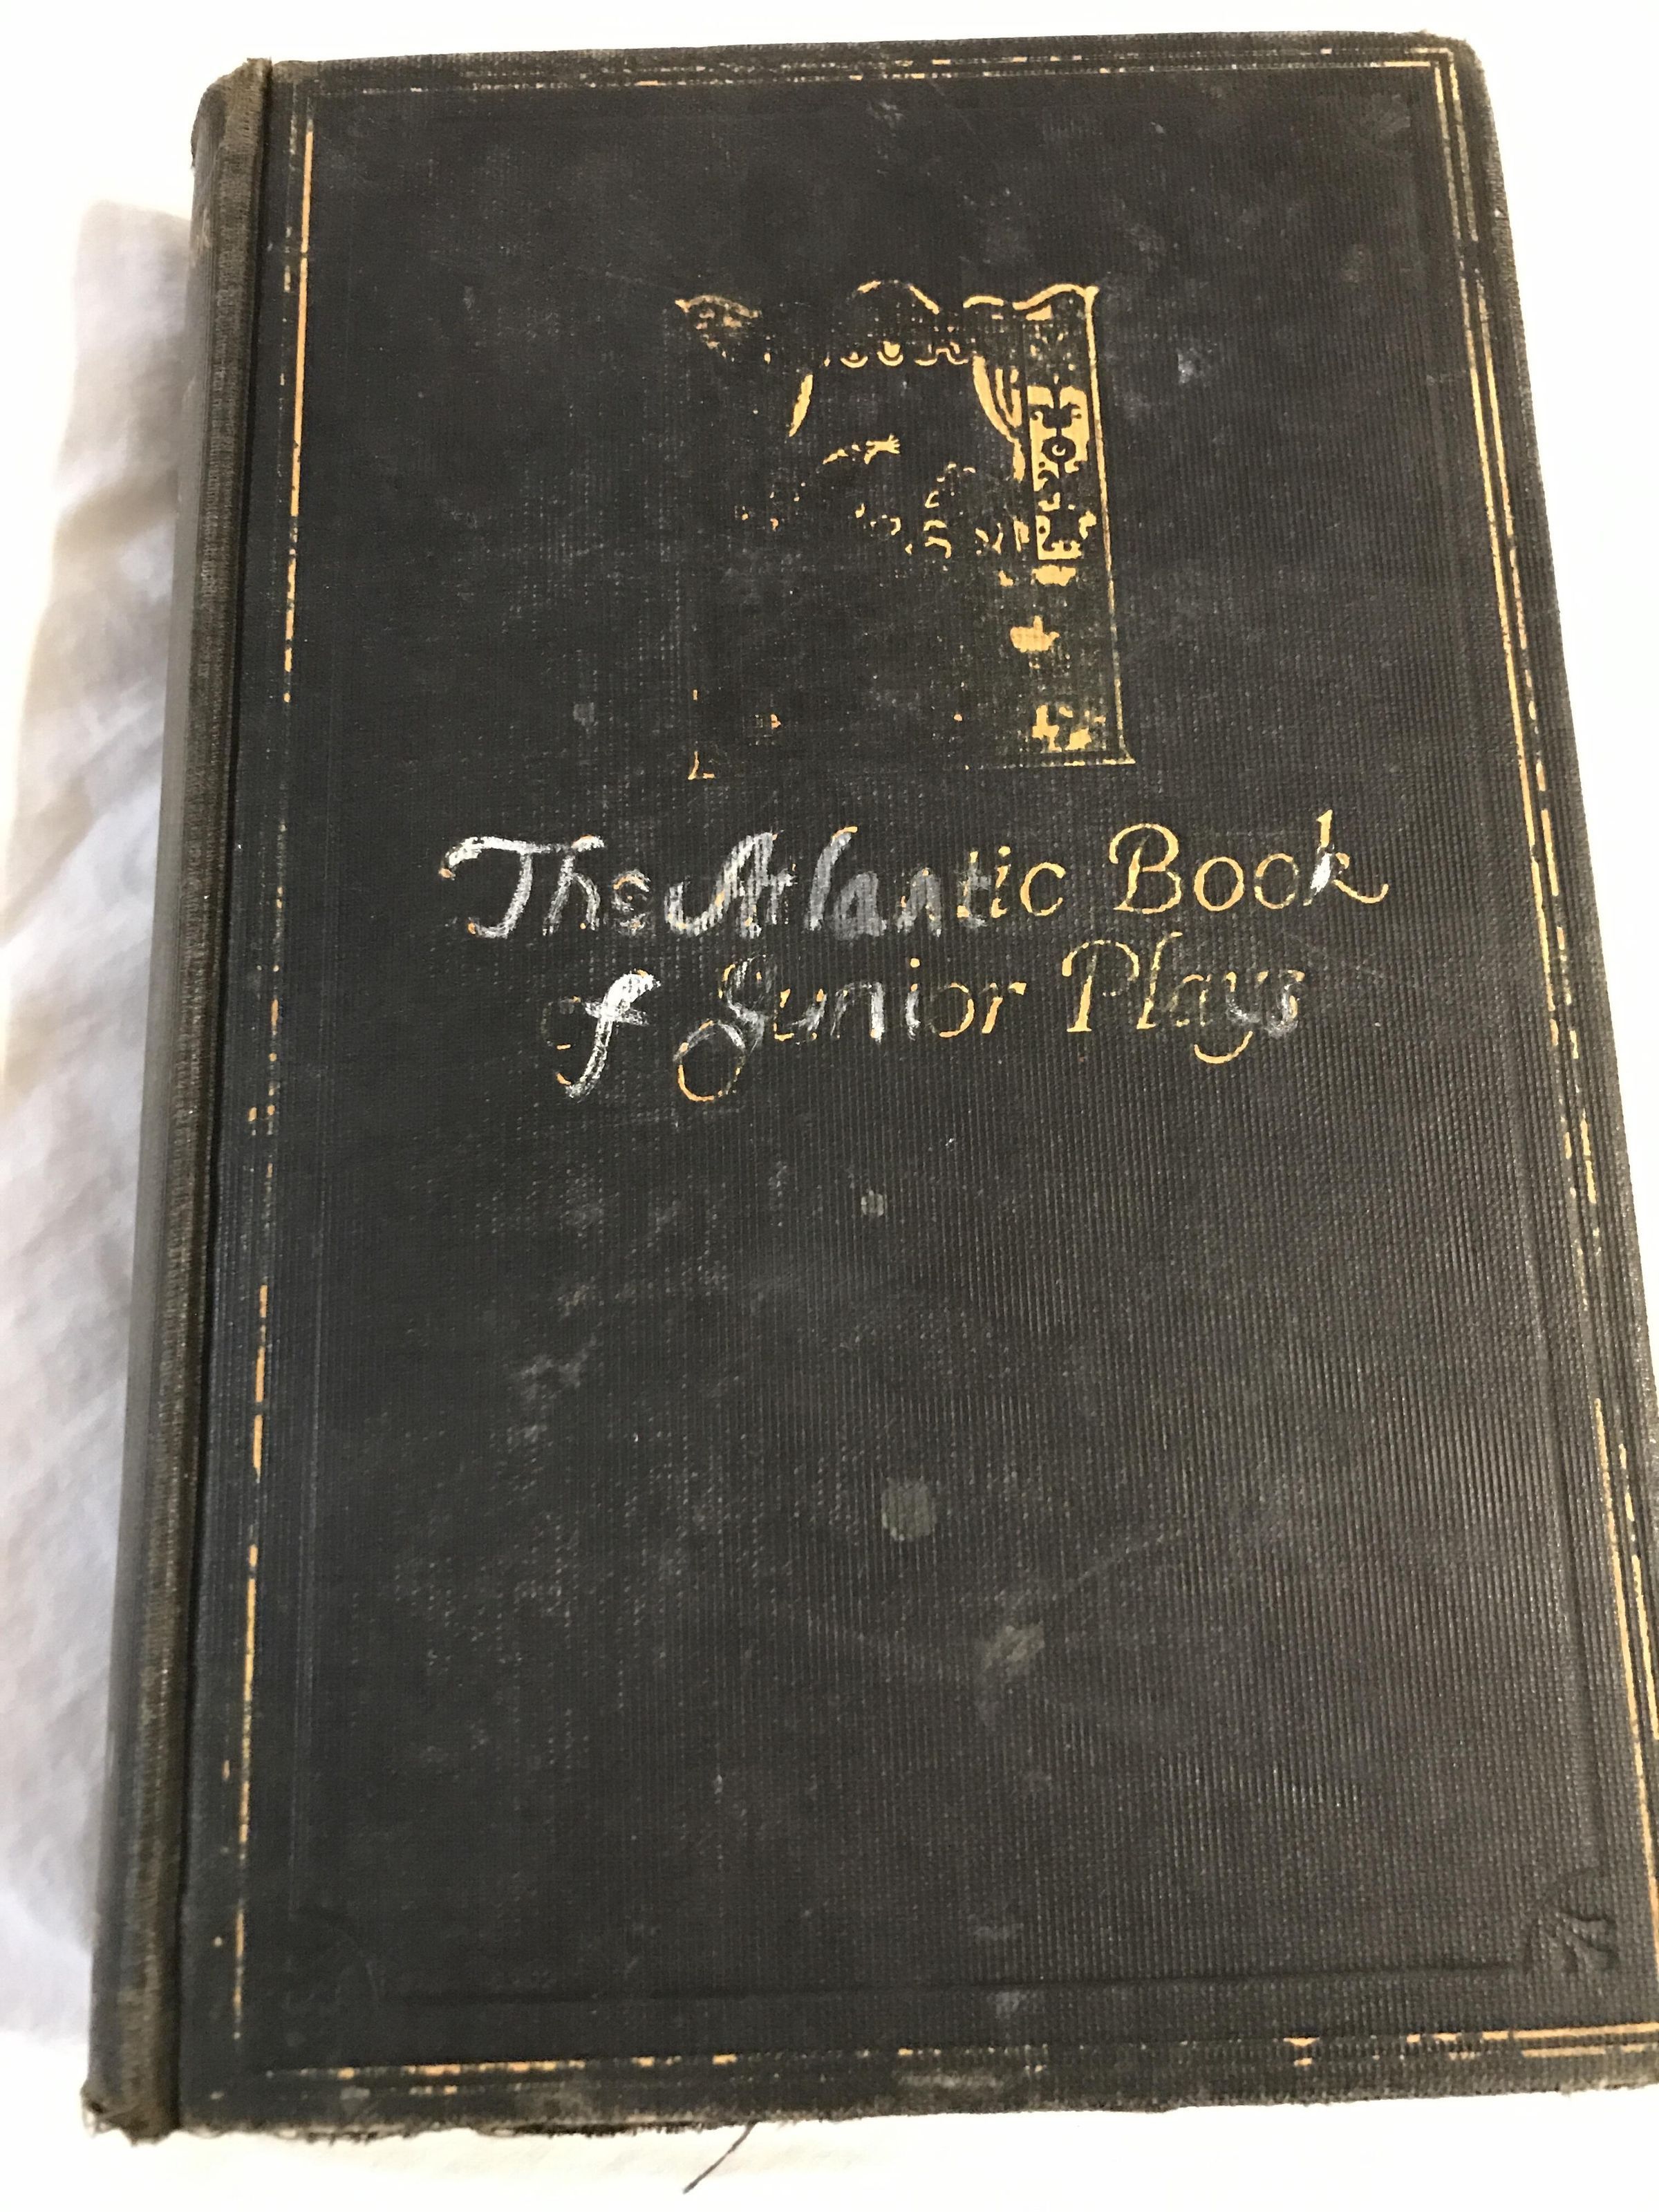 The Atlantic Book
of Junior Plays